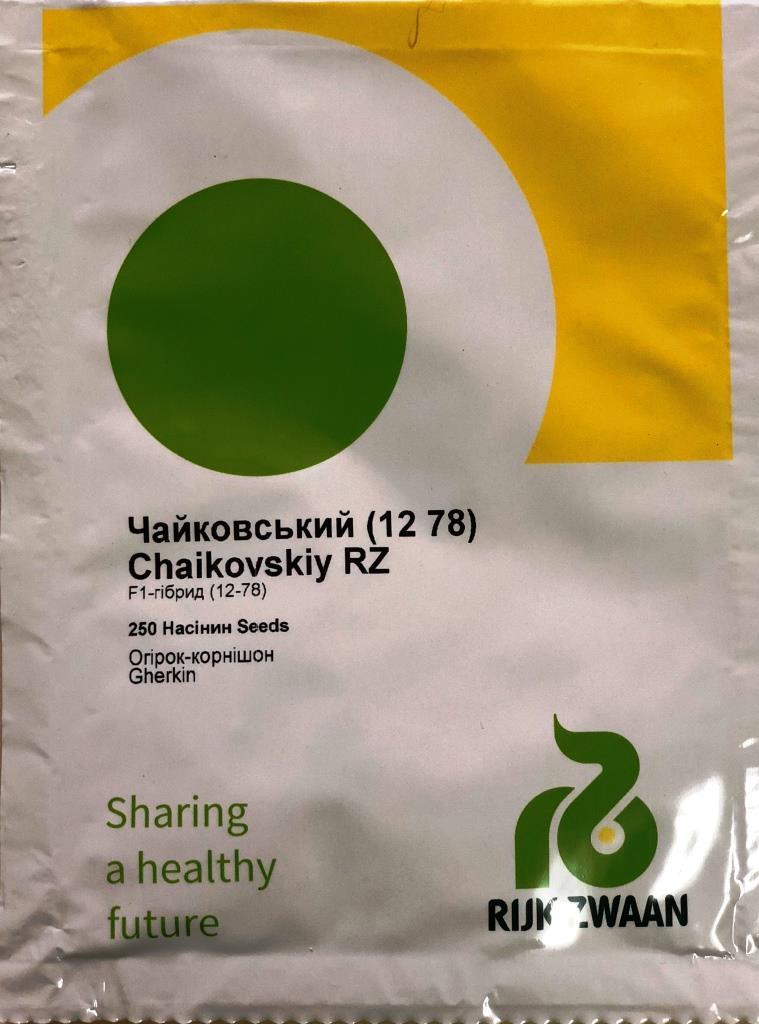 Чайковський (12 78)
Chaikovskiy RZ
F1-гібрид (12-78)
250 Насінин Seeds
Огірок-корнішон
Gherkin
Sharing
a healthy
future
RIJK ZWAAN